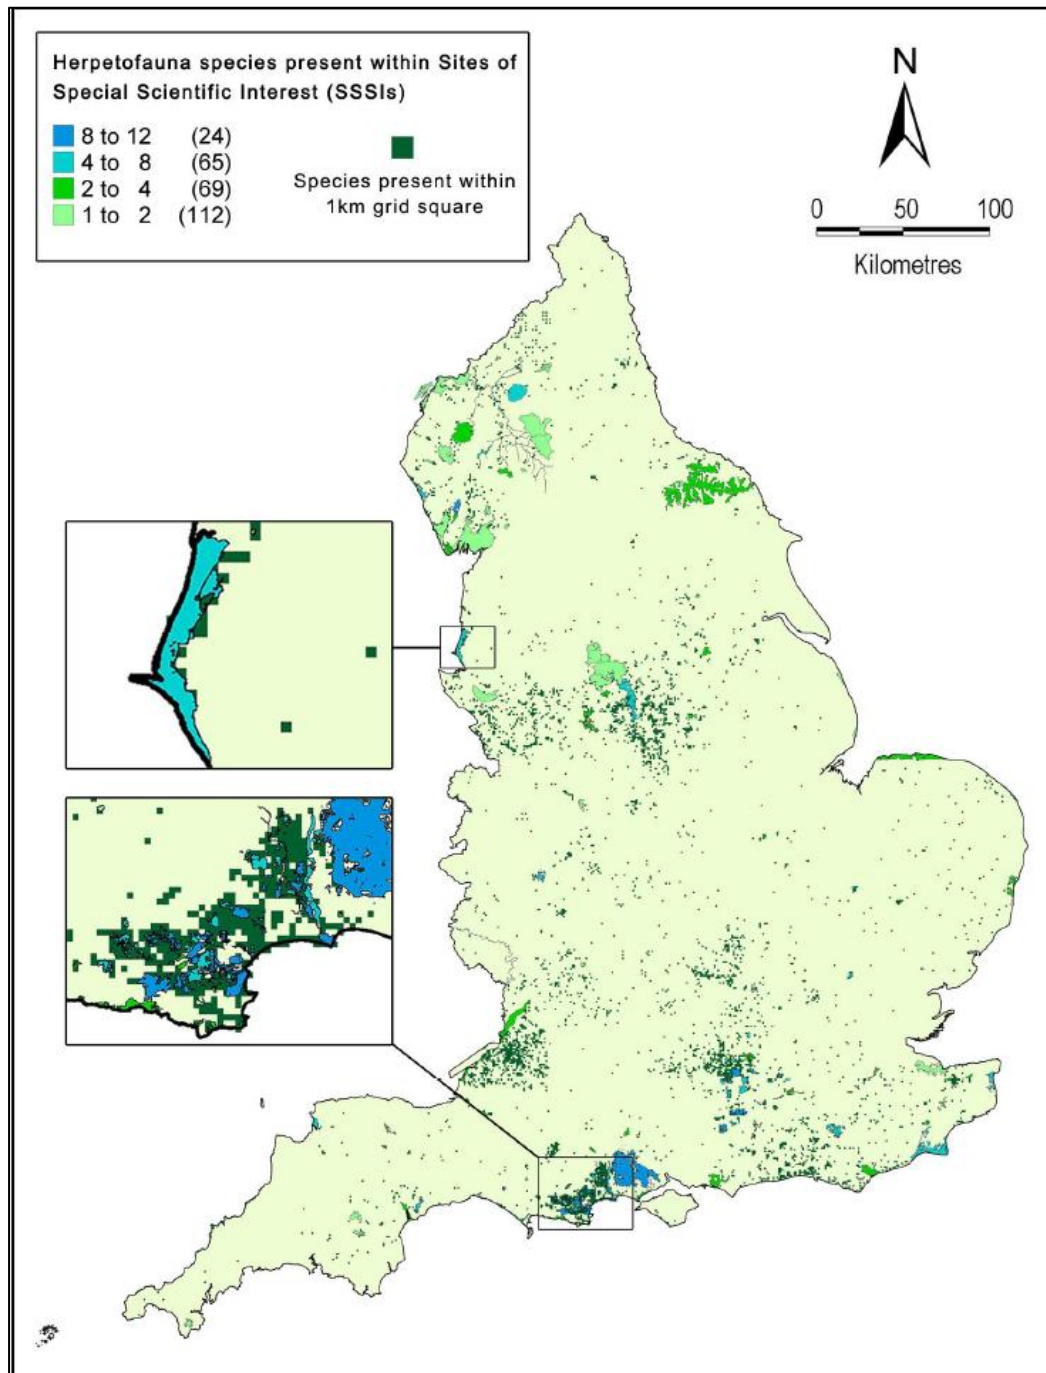 Herpetofauna species present within Sites of
Special Scientific Interest (SSSIs)
8 to 12 (24)
4 to 8 (65)
2 to 4 (69)
1 to 2 (112)
Species present within
1km grid square
N
0 50 100
Kilometres